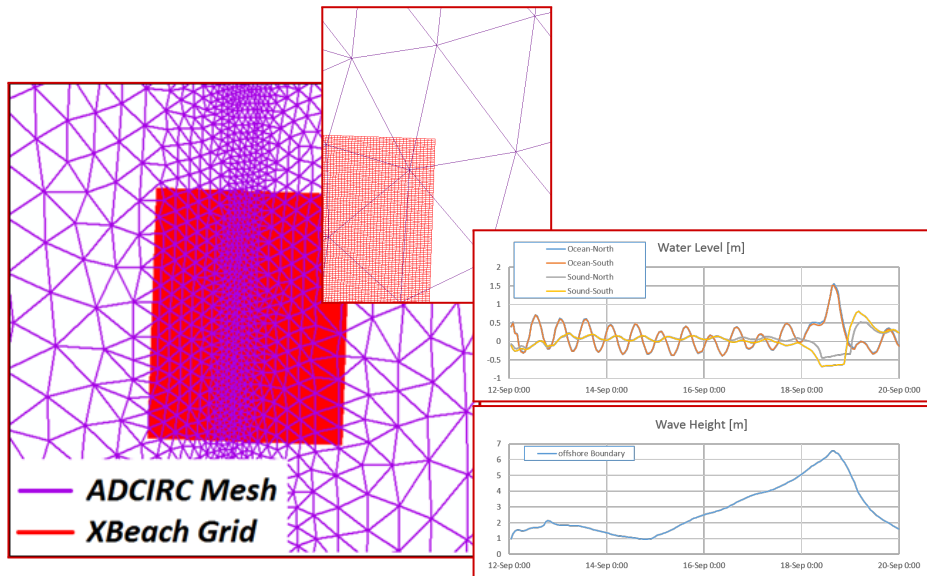 ADCIRC Mesh
XBeach Grid
Water Level [m]
Ocean-North
Ocean-South
Sound-North
Sound-South
2
1.5
1
0.5
0
-0.5
-1
12-Sep 0:00 14-Sep 0:00 16-Sep 0:00 18-Sep 0:00 20-Sep 0:00
Wave Height [m]
offshore Boundary
7
6
5
4
3
2
1
0
12-Sep 0:00 14-Sep 0:00 16-Sep 0:00 18-Sep 0:00 20-Sep 0:00